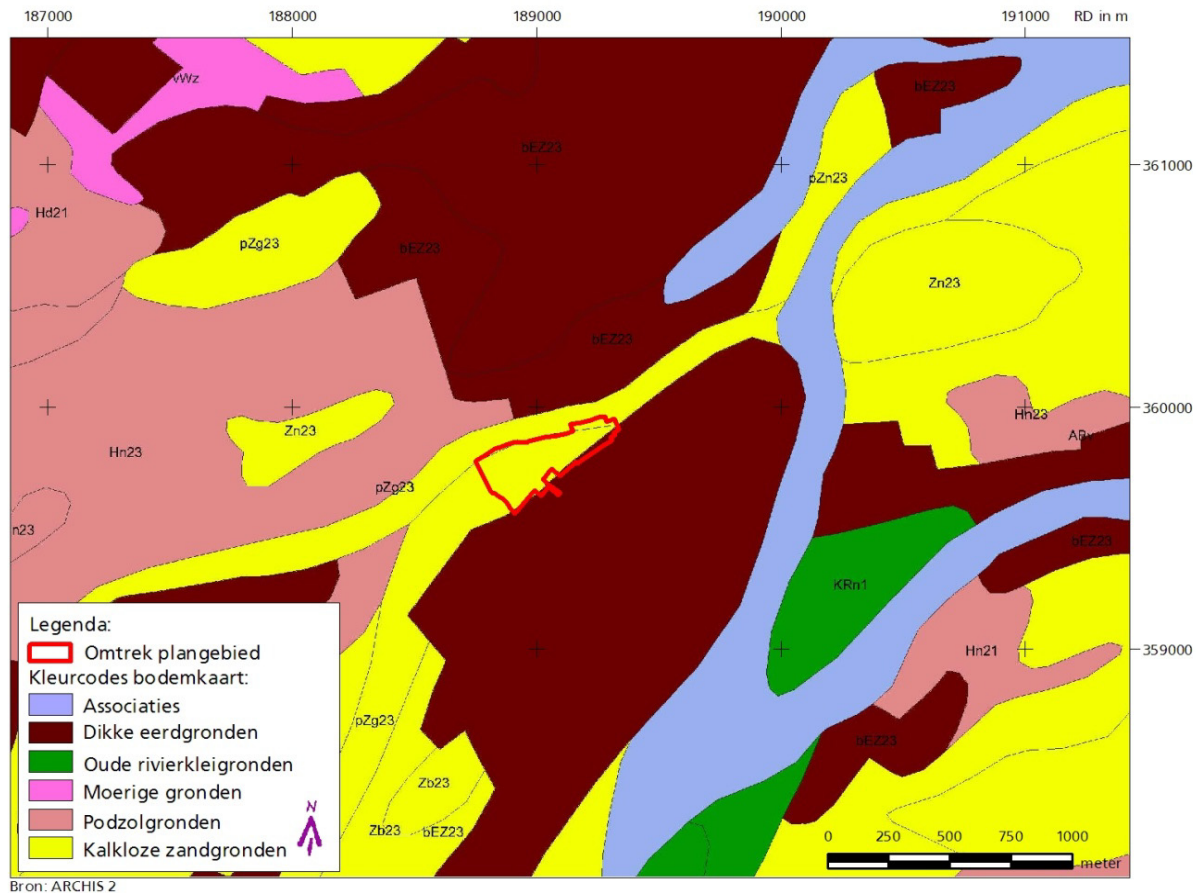 187000 188000 189000 190000 191000 RD in m
vWz
bEZ23
bEZ23
361000
pZn23
Hd21
pZg23
bEZ23
Zn23
bEZ23
360000
Hn23
Zn23
Hn23
pZg23
n23
bEZ23
KRn1
359000
Hn21
pZg23
bEZ23
Zb23
Zb23
bEZ23
Legenda:
Omtrek plangebied
Kleurcodes bodemkaart:
Associaties
Dikke eerdgronden
Oude rivierkleigronden
Moerige gronden
Podzolgronden
Kalkloze zandgronden
N
0 250 500 750 1000
meter
Bron: ARCHIS 2